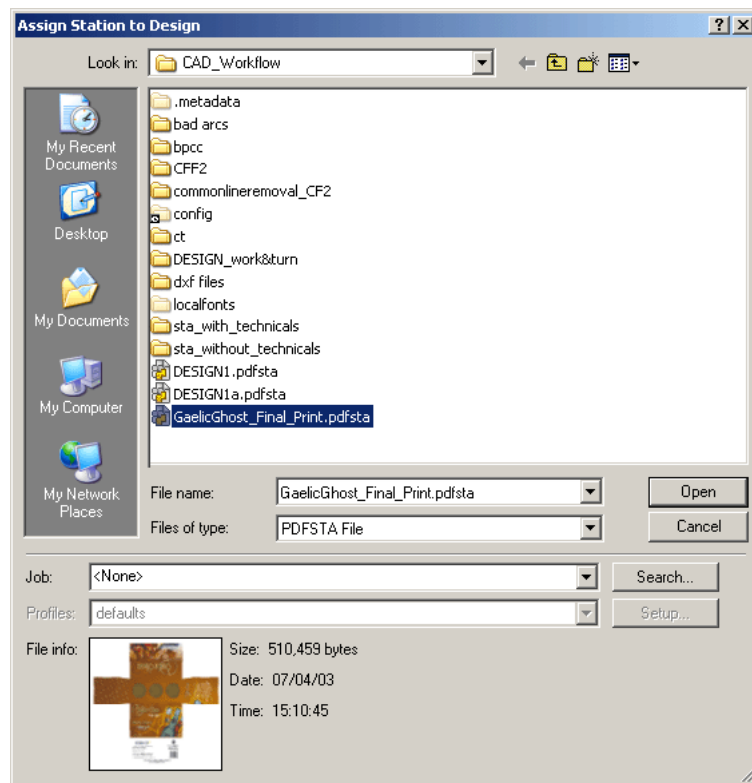 Assign Station to Design
Look in: CAD_Workflow
.metadata
bad arcs
bpcc
CFF2
commonlineremoval_CF2
config
ct
DESIGN_work&turn
dxf files
localfonts
sta_with_technicals
sta_without_technicals
DESIGN1.pdfsta
DESIGN1a.pdfsta
GaelicGhost_Final_Print.pdfsta
My Recent
Documents
Desktop
My Documents
My Computer
My Network
Places
File name: GaelicGhost_Final_Print.pdfsta Open
Files of type: PDFSTA File Cancel
Job: <None> Search...
Profiles: defaults Setup...
File info: Size: 510,459 bytes
Date: 07/04/03
Time: 15:10:45